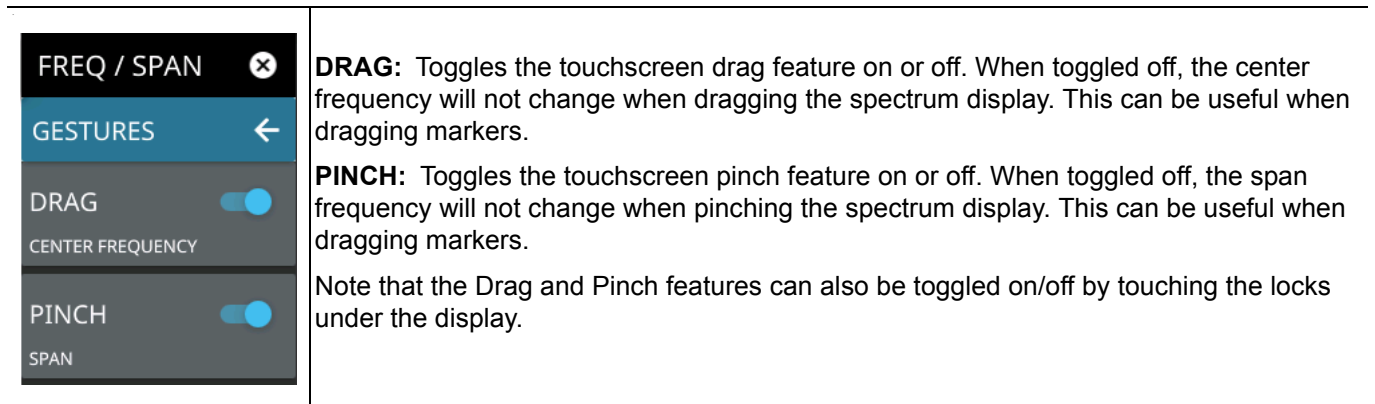 FREQ / SPAN
GESTURES
DRAG
CENTER FREQUENCY
PINCH
SPAN
DRAG: Toggles the touchscreen drag feature on or off. When toggled off, the center
frequency will not change when dragging the spectrum display. This can be useful when
dragging markers.
PINCH: Toggles the touchscreen pinch feature on or off. When toggled off, the span
frequency will not change when pinching the spectrum display. This can be useful when
dragging markers.
Note that the Drag and Pinch features can also be toggled on/off by touching the locks
under the display.